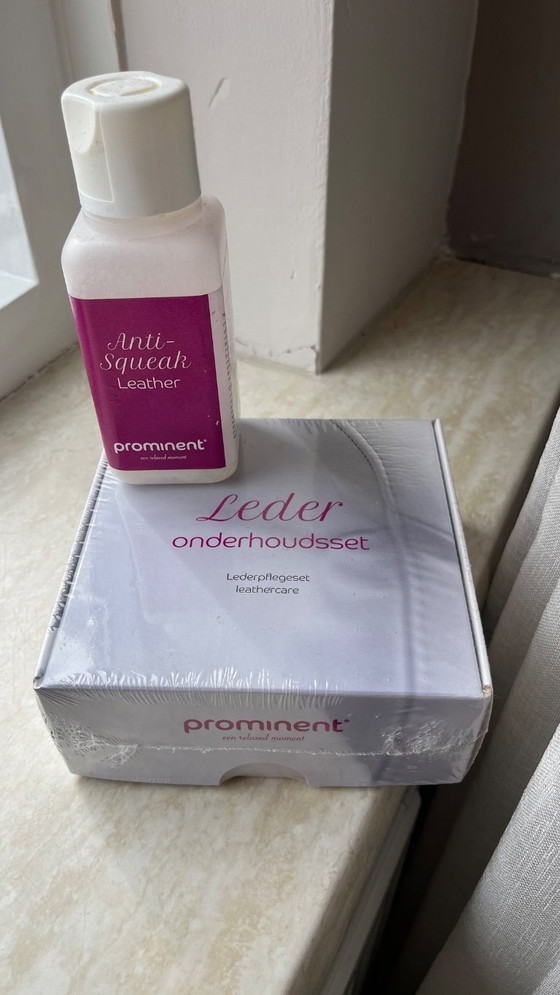 Anti-
Squeak
Leather
prominent®
een relaxed moment
Leder
onderhoudsset
Lederpflegeset
leathercare
prominent®
een relaxed moment